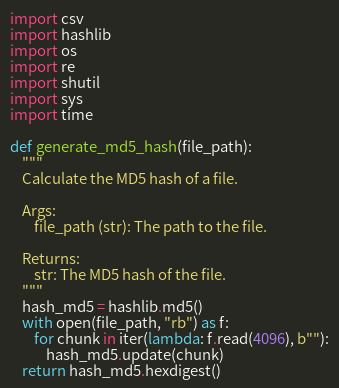 import csv
import hashlib
import os
import re
import shutil
import sys
import time

def generate_md5_hash(file_path):
    """
    Calculate the MD5 hash of a file.

    Args:
        file_path (str): The path to the file.

    Returns:
        str: The MD5 hash of the file.
    """
    hash_md5 = hashlib.md5()
    with open(file_path, "rb") as f:
        for chunk in iter(lambda: f.read(4096), b""):
            hash_md5.update(chunk)
    return hash_md5.hexdigest()